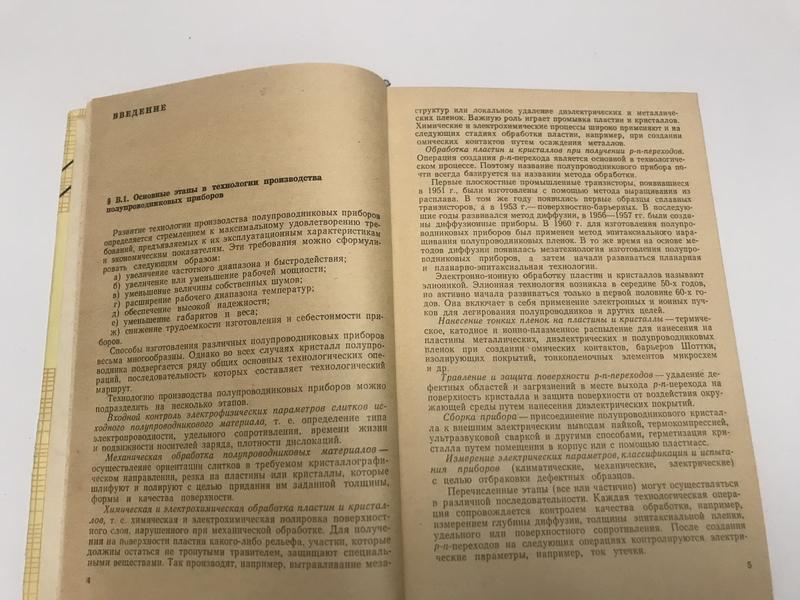 ВВЕДЕНИЕ
§ В.1. Основные этапы в технологии производства
полупроводниковых приборов
Развитие технологии производства полупроводниковых приборов
определяется стремлением к максимальному удовлетворению тре-
бований, предъявляемых к их эксплуатационным характеристикам
и экономическим показателям. Эти требования можно сформули-
ровать следующим образом:
а) увеличение частотного диапазона и быстродействия;
б) увеличение или уменьшение рабочей мощности;
в) уменьшение величины собственных шумов;
г) расширение рабочего диапазона температур;
д) обеспечение высокой надежности;
е) уменьшение габаритов и веса;
ж) снижение трудоемкости изготовления и себестоимости при-
боров.
Способы изготовления различных полупроводниковых приборов
весьма многообразны. Однако во всех случаях кристалл полупро-
водника подвергается ряду общих основных технологических опе-
раций, последовательность которых составляет технологический
маршрут.
Технологию производства полупроводниковых приборов можно
подразделить на несколько этапов.
Входной контроль электрофизических параметров слитков ис-
ходного полупроводникового материала, т. е. определение типа
электропроводности, удельного сопротивления, времени жизни
и подвижности носителей заряда, плотности дислокаций.
Механическая обработка полупроводниковых материалов —
осуществление ориентации слитков в требуемом кристаллографи-
ческом направлении, резка на пластины или кристаллы, которые
шлифуют и полируют с целью придания им заданной толщины,
формы и качества поверхности.
Химическая и электрохимическая обработка пластин и кристал-
лов, т. е. химическая и электрохимическая полировка поверхност-
ного слоя, нарушенного при механической обработке. Для получе-
ния на поверхности пластин какого-либо рельефа, участки, которые
должны остаться не тронутыми травителем, защищают специаль-
ными веществами. Так производят, например, вытравливание меза-
4
структур или локальное удаление диэлектрических и металличе-
ских пленок. Важную роль играет промывка пластин и кристаллов.
Химические и электрохимические процессы широко применяют и на
следующих стадиях обработки пластин, например, при создании
омических контактов путем осаждения металлов.
Обработка пластин и кристаллов при получении p-n-переходов.
Операция создания p-n-перехода является основной в технологиче-
ском процессе. Поэтому название полупроводникового прибора по-
чти всегда базируется на названии метода обработки.
Первые плоскостные промышленные транзисторы, появившиеся
в 1951 г., были изготовлены с помощью метода выращивания из
расплава. В том же году появились первые образцы сплавных
транзисторов, а в 1953 г.— поверхностно-барьерных. В последую-
щие годы развивался метод диффузии, в 1956—1957 гг. были созда-
ны диффузионные приборы. В 1960 г. для изготовления полупро-
водниковых приборов был применен метод эпитаксиального нара-
щивания полупроводниковых пленок. В то же время на основе ме-
тодов диффузии появилась мезатехнология изготовления полупро-
водниковых приборов, а затем начали развиваться планарная
и планарно-эпитаксиальная технологии.
Электронно-ионную обработку пластин и кристаллов называют
элионикой. Элионная технология возникла в середине 50-х годов,
но активно начала развиваться только в первой половине 60-х го-
дов. Она включает в себя применение электронных и ионных пуч-
ков для легирования полупроводников и других целей.
Нанесение тонких пленок на пластины и кристаллы — термиче-
ское, катодное и ионно-плазменное распыление для нанесения на
пластины металлических, диэлектрических и полупроводниковых
пленок при создании омических контактов, барьеров Шоттки,
изолирующих покрытий, тонкопленочных элементов микросхем
и др.
Травление и защита поверхности p-n-переходов — удаление де-
фектных областей и загрязнений в месте выхода p-n-перехода на
поверхность кристалла и защита поверхности от воздействия окру-
жающей среды путем нанесения диэлектрических покрытий.
Сборка прибора — присоединение полупроводникового кристал-
ла к внешним электрическим выводам пайкой, термокомпрессией,
ультразвуковой сваркой и другими способами, герметизация кри-
сталла путем помещения в корпус или с помощью пластмасс.
Измерение электрических параметров, классификация и испыта-
ния приборов (климатические, механические, электрические)
с целью отбраковки дефектных образцов.
Перечисленные этапы (все или частично) могут осуществляться
в различной последовательности. Каждая технологическая опера-
ция сопровождается контролем качества обработки, например,
измерением глубины диффузии, толщины эпитаксиальной пленки,
удельного или поверхностного сопротивления. После создания
p-n-переходов на следующих операциях контролируются электри-
ческие параметры, например, ток утечки.
5